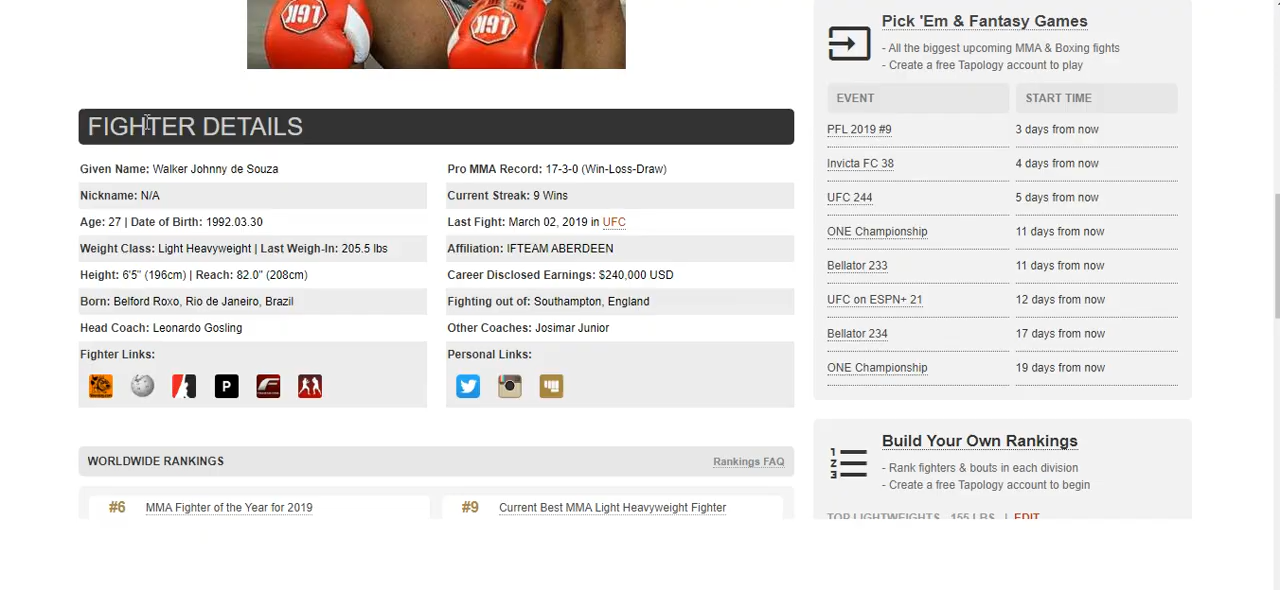 LGK
LGK
FIGHTER DETAILS
Given Name: Walker Johnny de Souza
Nickname: N/A
Age: 27 | Date of Birth: 1992.03.30
Weight Class: Light Heavyweight | Last Weigh-In: 205.5 lbs
Height: 6'5" (196cm) | Reach: 82.0" (208cm)
Born: Belford Roxo, Rio de Janeiro, Brazil
Head Coach: Leonardo Gosling
Fighter Links:
P
Pro MMA Record: 17-3-0 (Win-Loss-Draw)
Current Streak: 9 Wins
Last Fight: March 02, 2019 in UFC
Affiliation: IFTEAM ABERDEEN
Career Disclosed Earnings: $240,000 USD
Fighting out of: Southampton, England
Other Coaches: Josimar Junior
Personal Links:
WORLDWIDE RANKINGS Rankings FAQ
#6 MMA Fighter of the Year for 2019
#9 Current Best MMA Light Heavyweight Fighter
Pick 'Em & Fantasy Games
- All the biggest upcoming MMA & Boxing fights
- Create a free Tapology account to play
EVENT START TIME
PFL 2019 #9 3 days from now
Invicta FC 38 4 days from now
UFC 244 5 days from now
ONE Championship 11 days from now
Bellator 233 11 days from now
UFC on ESPN+ 21 12 days from now
Bellator 234 17 days from now
ONE Championship 19 days from now
1
2
3
Build Your Own Rankings
- Rank fighters & bouts in each division
- Create a free Tapology account to begin
TOP LIGHTWEIGHTS 155 LBS | EDIT